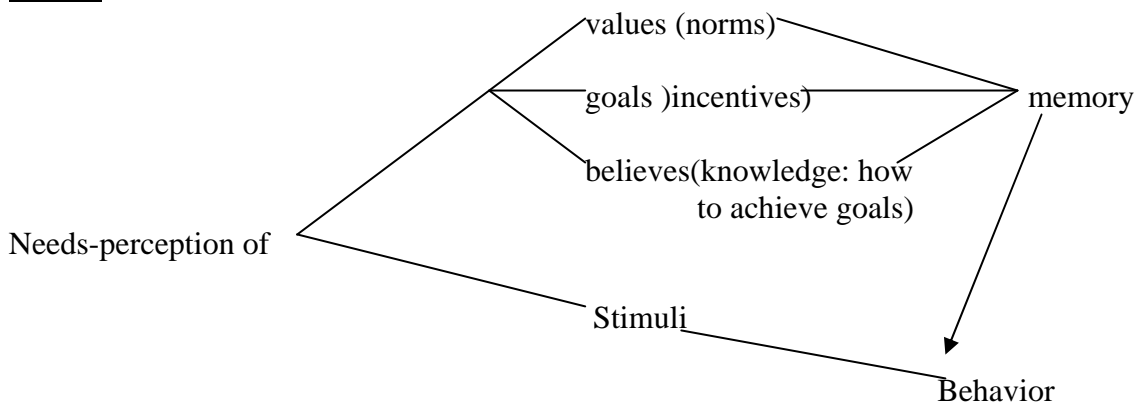 values (norms)
goals )incentives)
memory
believes(knowledge: how
to achieve goals)
Needs-perception of
Stimuli
Behavior